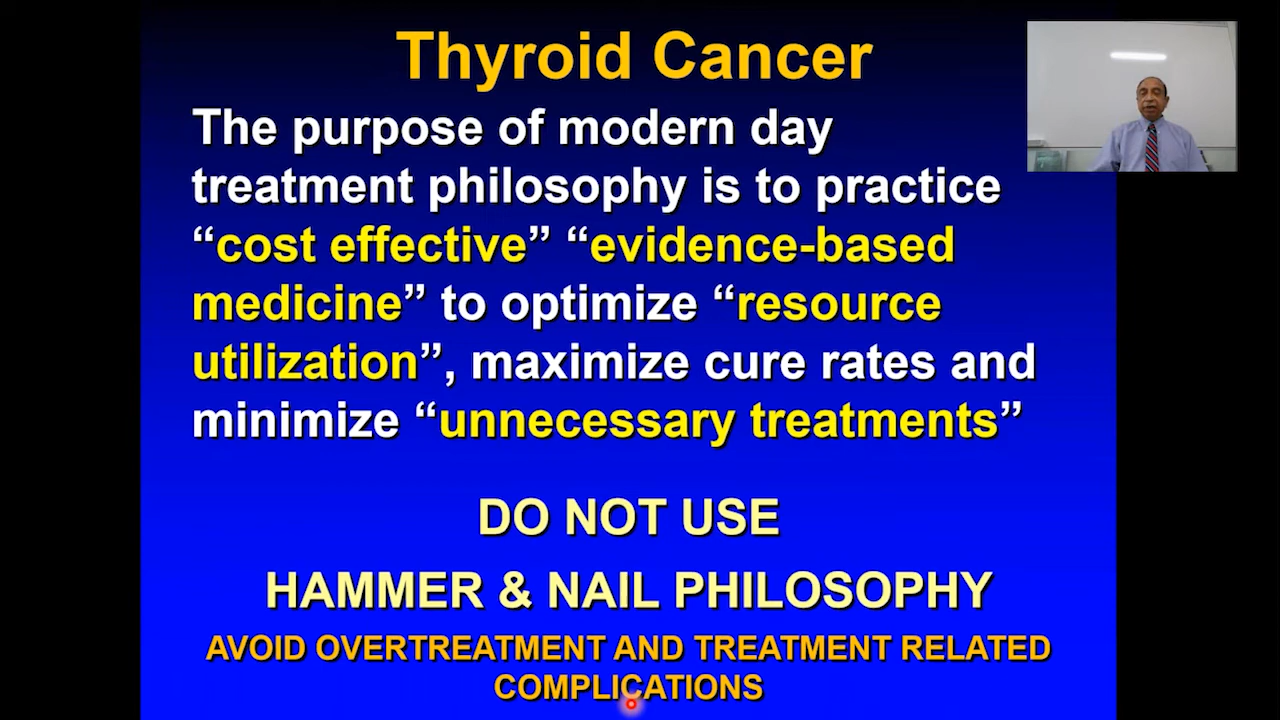 Thyroid Cancer
The purpose of modern day
treatment philosophy is to practice
“cost effective” “evidence-based
medicine” to optimize “resource
utilization”, maximize cure rates and
minimize “unnecessary treatments”
DO NOT USE
HAMMER & NAIL PHILOSOPHY
AVOID OVERTREATMENT AND TREATMENT RELATED
COMPLICATIONS